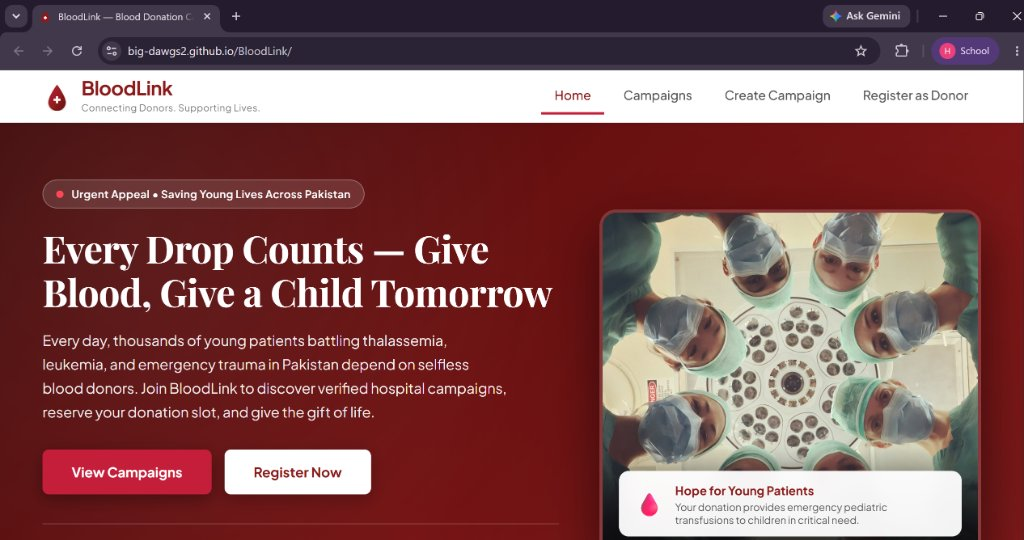 BloodLink — Blood Donation C
Ask Gemini
big-dawgs2.github.io/BloodLink/
H School
BloodLink
Connecting Donors. Supporting Lives.
Home Campaigns Create Campaign Register as Donor
Urgent Appeal • Saving Young Lives Across Pakistan
Every Drop Counts — Give
Blood, Give a Child Tomorrow
Every day, thousands of young patients battling thalassemia,
leukemia, and emergency trauma in Pakistan depend on selfless
blood donors. Join BloodLink to discover verified hospital campaigns,
reserve your donation slot, and give the gift of life.
View Campaigns Register Now
DANGER
Hope for Young Patients
Your donation provides emergency pediatric
transfusions to children in critical need.